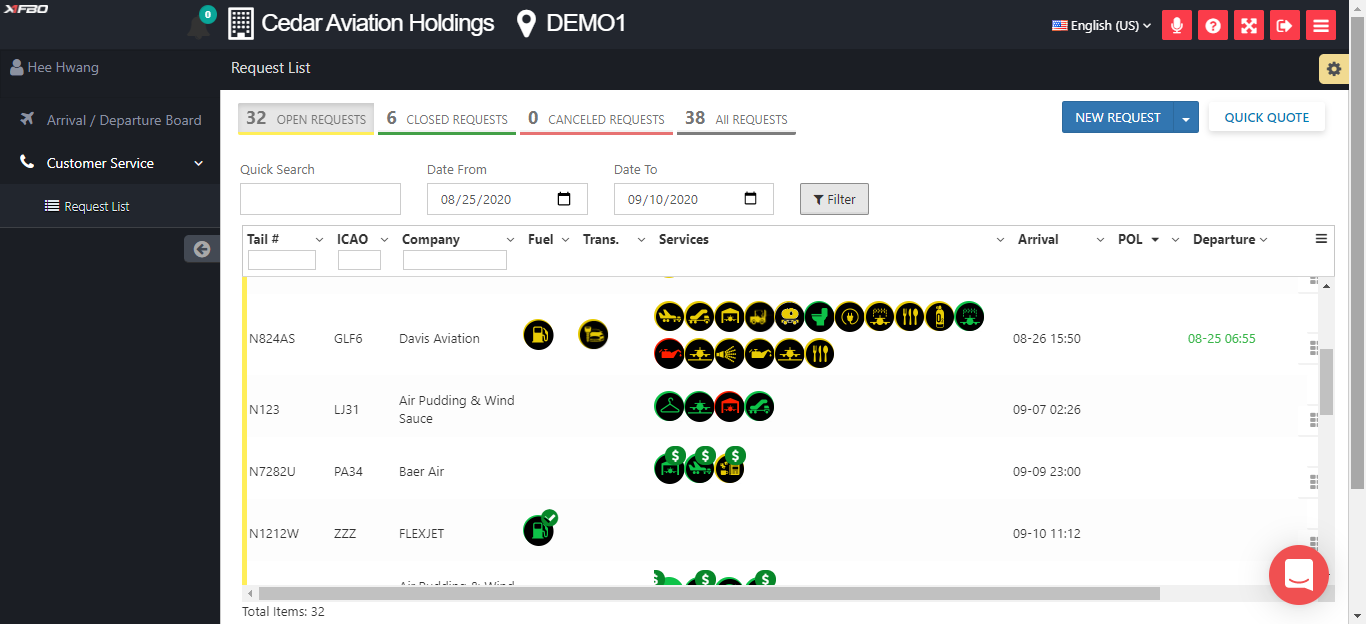 XFBO
0
Cedar Aviation Holdings
DEMO1
English (US)
Hee Hwang
Request List
Arrival / Departure Board
Customer Service
Request List
32 OPEN REQUESTS
6 CLOSED REQUESTS
0 CANCELED REQUESTS
38 All REQUESTS
NEW REQUEST
QUICK QUOTE
Quick Search
Date From
Date To
08/25/2020
09/10/2020
Filter
Tail # ICAO Company Fuel Trans. Services Arrival POL Departure
N824AS GLF6 Davis Aviation 08-26 15:50 08-25 06:55
N123 LJ31 Air Pudding & Wind
Sauce 09-07 02:26
N7282U PA34 Baer Air $ $ $ 09-09 23:00
N1212W ZZZ FLEXJET 09-10 11:12
Air Pudding & Wind $ $ $
Total Items: 32